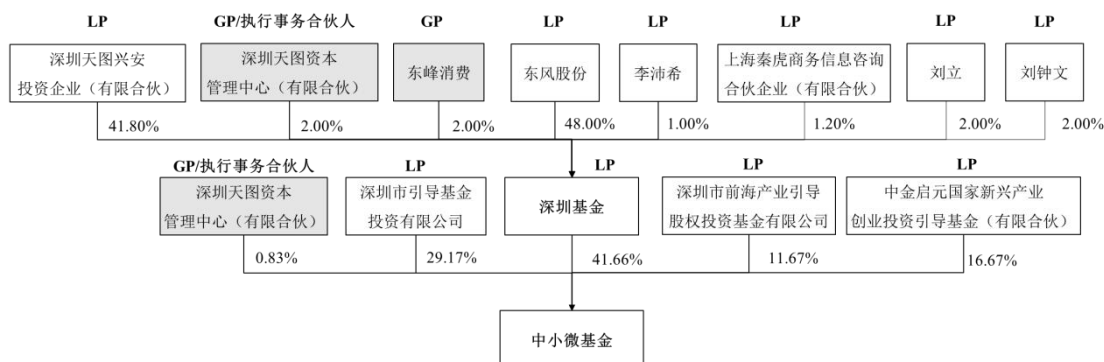 LP GP/执行事务合伙人 GP LP LP LP LP LP
深圳天图兴安
投资企业（有限合伙）
深圳天图资本
管理中心（有限合伙）
东峰消费
东风股份
李沛希
上海秦虎商务信息咨询
合伙企业（有限合伙）
刘立
刘钟文
41.80% 2.00% 2.00% 48.00% 1.00% 1.20% 2.00% 2.00%
GP/执行事务合伙人 LP LP LP LP
深圳天图资本
管理中心（有限合伙）
深圳市引导基金
投资有限公司
深圳基金
深圳市前海产业引导
股权投资基金有限公司
中金启元国家新兴产业
创业投资引导基金（有限合伙）
0.83% 29.17% 41.66% 11.67% 16.67%
中小微基金